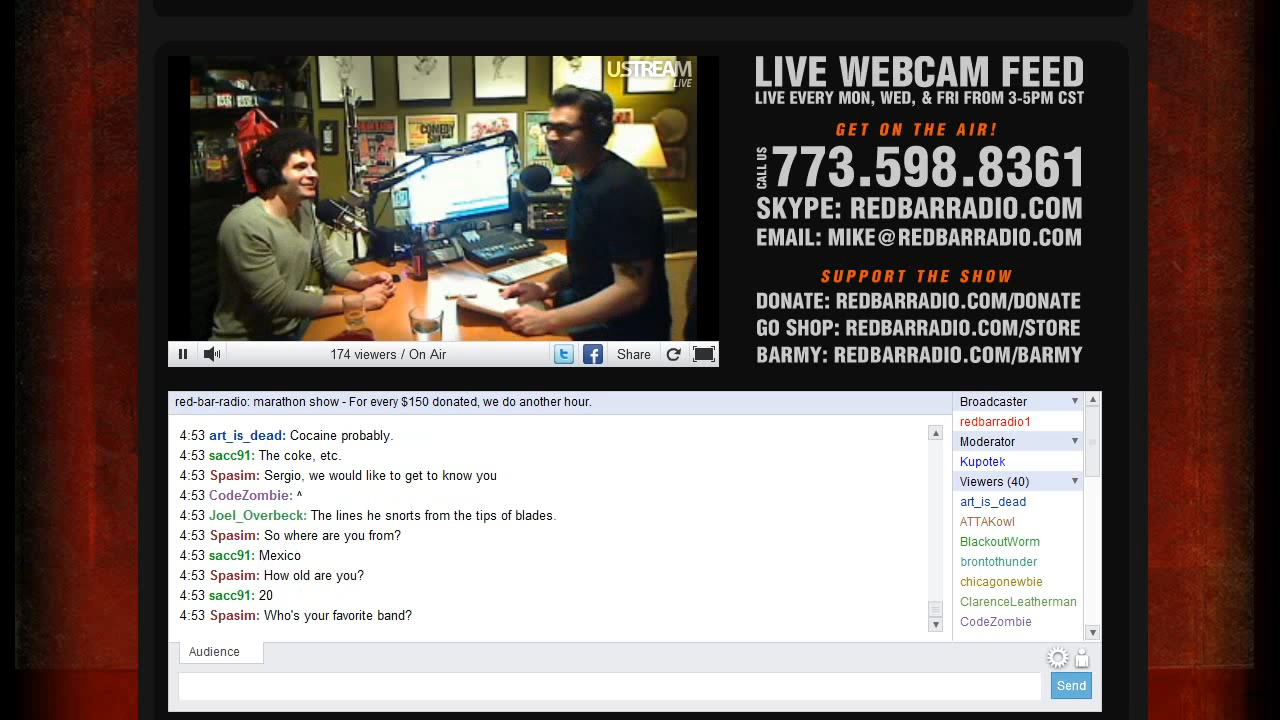 USTREAM
LIVE
COMEDY
174 viewers / On Air
Share
LIVE WEBCAM FEED
LIVE EVERY MON, WED, & FRI FROM 3-5PM CST
GET ON THE AIR!
CALL US 773.598.8361
SKYPE: REDBARRADIO.COM
EMAIL: MIKE@REDBARRADIO.COM
SUPPORT THE SHOW
DONATE: REDBARRADIO.COM/DONATE
GO SHOP: REDBARRADIO.COM/STORE
BARMY: REDBARRADIO.COM/BARMY
red-bar-radio: marathon show - For every $150 donated, we do another hour.
4:53 art_is_dead: Cocaine probably.
4:53 sacc91: The coke, etc.
4:53 Spasim: Sergio, we would like to get to know you
4:53 CodeZombie: ^
4:53 Joel_Overbeck: The lines he snorts from the tips of blades.
4:53 Spasim: So where are you from?
4:53 sacc91: Mexico
4:53 Spasim: How old are you?
4:53 sacc91: 20
4:53 Spasim: Who's your favorite band?
Broadcaster
redbarradio1
Moderator
Kupotek
Viewers (40)
art_is_dead
ATTAKowl
BlackoutWorm
brontothunder
chicagonewbie
ClarenceLeatherman
CodeZombie
Audience
Send